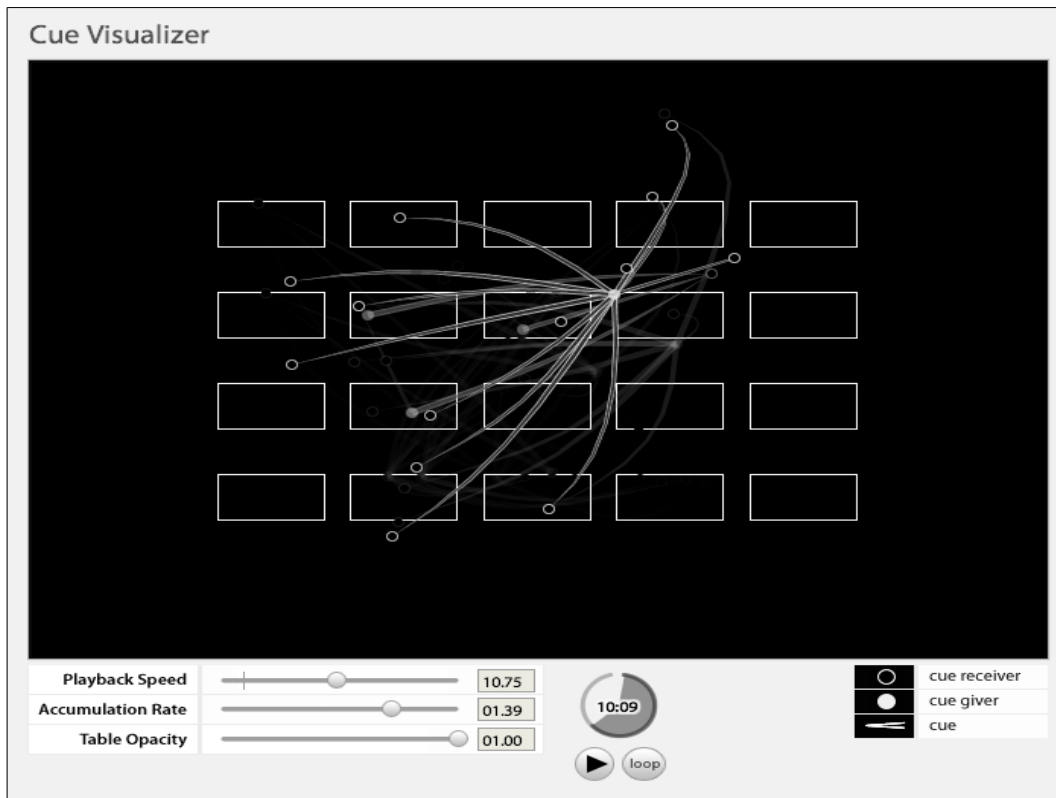 Cue Visualizer
Playback Speed 10.75
Accumulation Rate 01.39
Table Opacity 01.00
10:09
loop
cue receiver
cue giver
cue